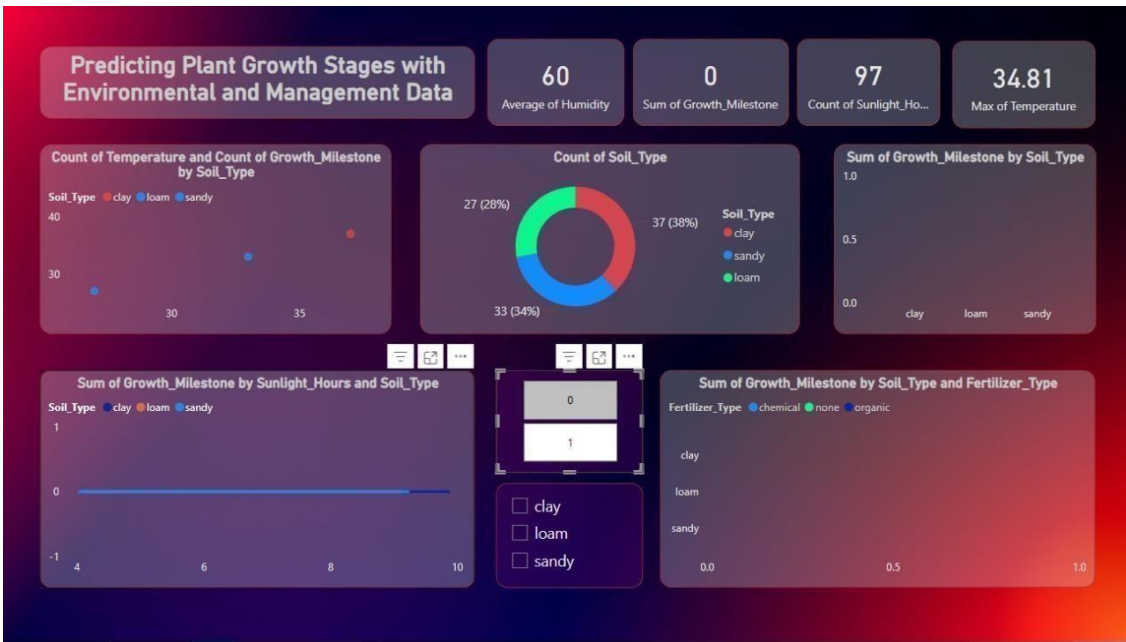 Predicting Plant Growth Stages with
Environmental and Management Data
60
Average of Humidity
0
Sum of Growth_Milestone
97
Count of Sunlight_Ho...
34.81
Max of Temperature
Count of Temperature and Count of Growth_Milestone
by Soil_Type
Soil_Type clay loam sandy
40
30
30 35
Count of Soil_Type
27 (28%)
37 (38%)
33 (34%)
Soil_Type
clay
sandy
loam
Sum of Growth_Milestone by Soil_Type
1.0
0.5
0.0
clay loam sandy
Sum of Growth_Milestone by Sunlight_Hours and Soil_Type
Soil_Type clay loam sandy
1
0
-1
4 6 8 10
0
1
clay
loam
sandy
Sum of Growth_Milestone by Soil_Type and Fertilizer_Type
Fertilizer_Type chemical none organic
clay
loam
sandy
0.0 0.5 1.0